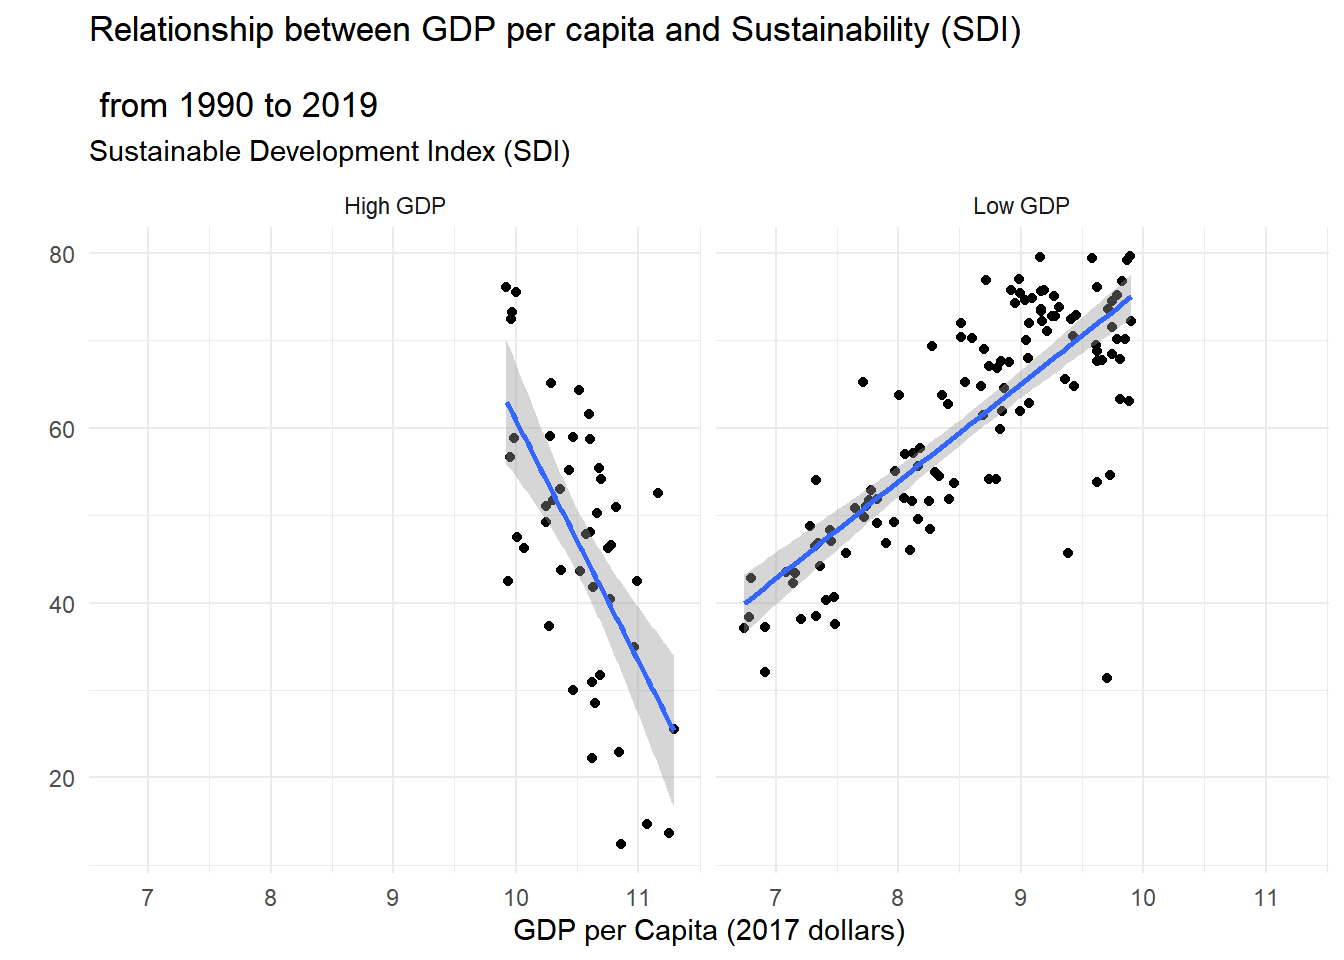 Relationship between GDP per capita and Sustainability (SDI)
from 1990 to 2019
Sustainable Development Index (SDI)
High GDP
Low GDP
80
60
40
20
7 8 9 10 11
7 8 9 10 11
GDP per Capita (2017 dollars)